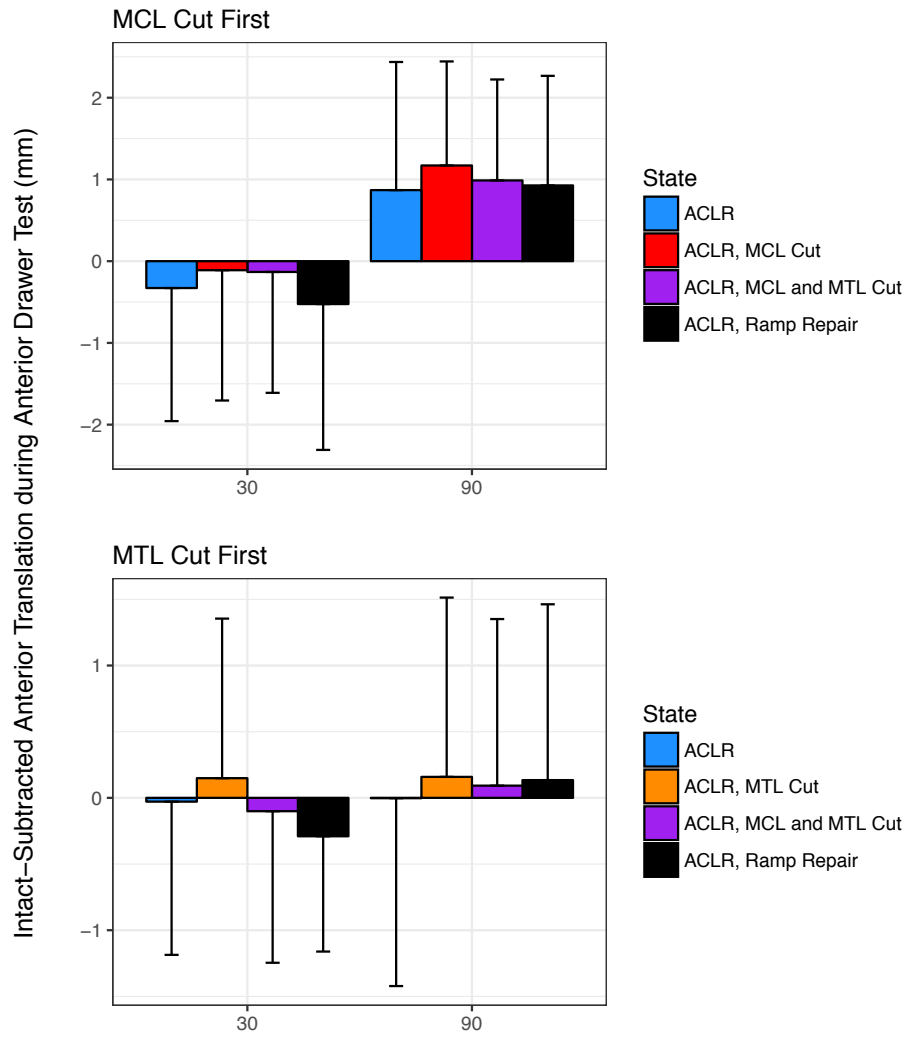 MCL Cut First
Intact−Subtracted Anterior Translation during Anterior Drawer Test (mm)
2
1
0
−1
−2
30
90
State
ACLR
ACLR, MCL Cut
ACLR, MCL and MTL Cut
ACLR, Ramp Repair
MTL Cut First
1
0
−1
30
90
State
ACLR
ACLR, MTL Cut
ACLR, MCL and MTL Cut
ACLR, Ramp Repair